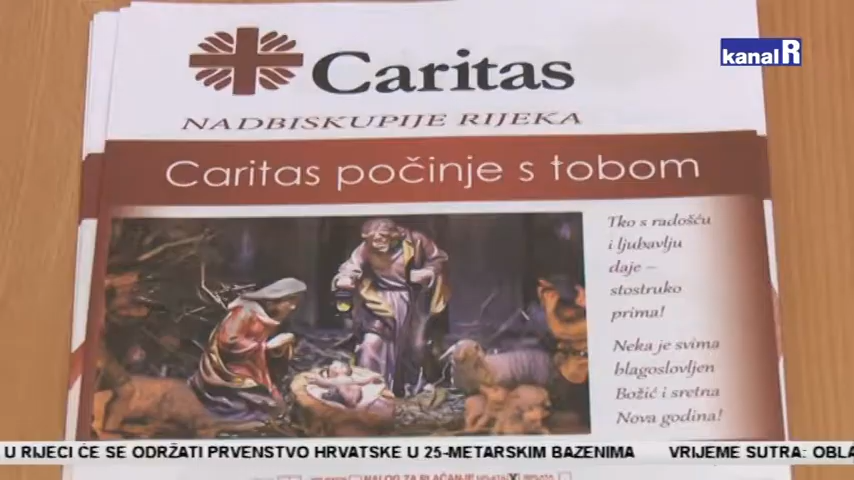 Caritas
kanal R
NADBISKUPIJE RIJEKA
Caritas počinje s tobom
Tko s radošću
i ljubavlju
daje –
stostruko
prima!
Neka je svima
blagoslovljen
Božić i sretna
Nova godina!
U RIJECI ĆE SE ODRŽATI PRVENSTVO HRVATSKE U 25-METARSKIM BAZENIMA VRIJEME SUTRA: OBLA
NALOG ZA PLAĆANJE